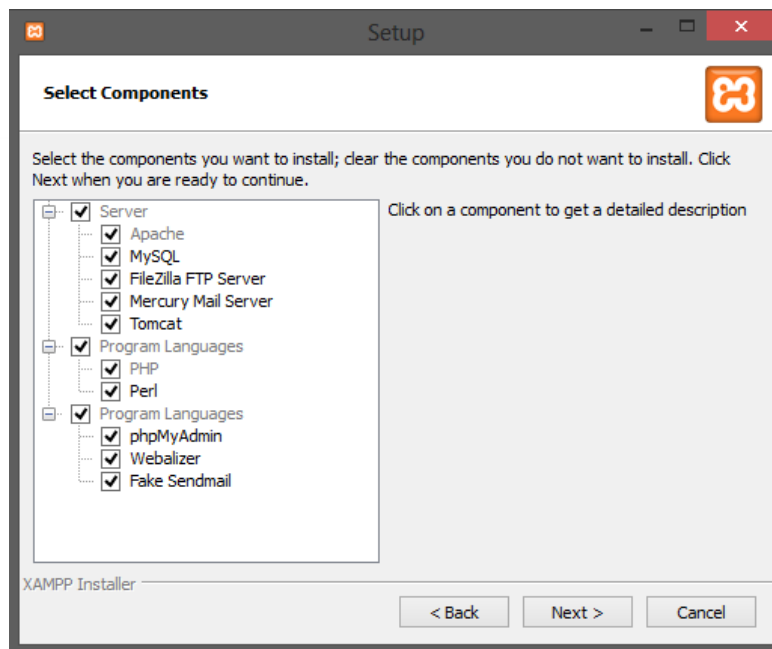 Setup
Select Components
Select the components you want to install; clear the components you do not want to install. Click
Next when you are ready to continue.
Server
Apache
MySQL
FileZilla FTP Server
Mercury Mail Server
Tomcat
Program Languages
PHP
Perl
Program Languages
phpMyAdmin
Webalizer
Fake Sendmail
Click on a component to get a detailed description
XAMPP Installer
< Back
Next >
Cancel